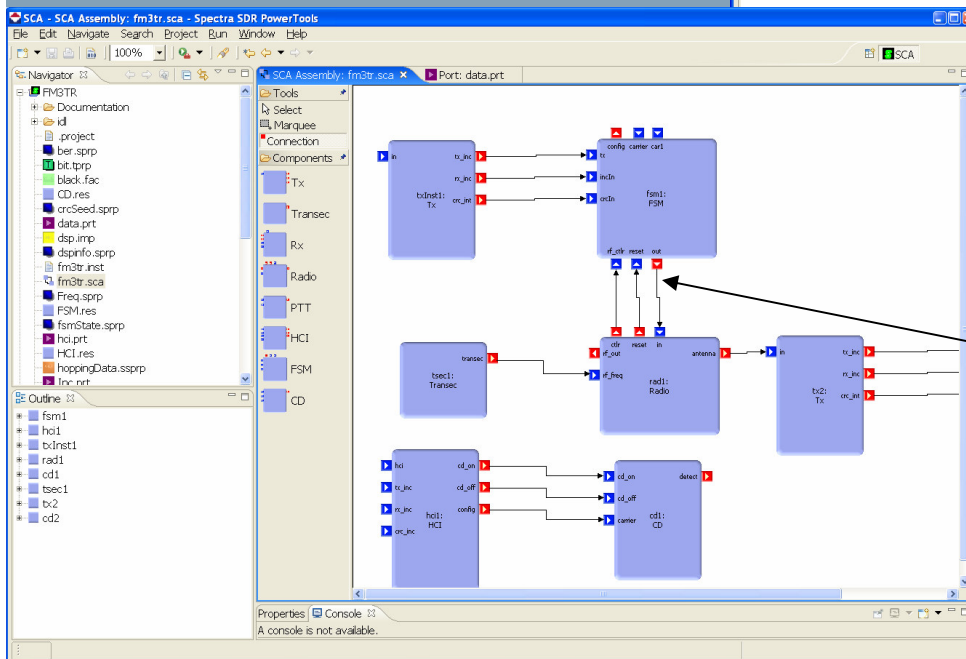 SCA - SCA Assembly: fm3tr.sca - Spectra SDR PowerTools
File Edit Navigate Search Project Run Window Help
100%
SCA
Navigator
FM3TR
Documentation
idl
.project
ber.sprp
bit.tprp
black.fac
CD.res
crcSeed.sprp
data.prt
dsp.imp
dspinfo.sprp
fm3tr.inst
fm3tr.sca
Freq.sprp
FSM.res
fsmState.sprp
hci.prt
HCI.res
hoppingData.ssprp
Inc.prt
Outline
fsm1
hci1
txInst1
rad1
cd1
tsec1
tx2
cd2
SCA Assembly: fm3tr.sca
Port: data.prt
Tools
Select
Marquee
Connection
Components
Tx
Transec
Rx
Radio
PTT
HCI
FSM
CD
in
tx_inc
rx_inc
crc_int
txInst1:
Tx
config carrier car1
tx
incIn
crcIn
fsm1:
FSM
rf_ctlr reset out
transec
tsec1:
Transec
ctlr reset in
rf_out
antenna
rf_freq
rad1:
Radio
in
tx_inc
rx_inc
crc_int
tx2:
Tx
hci
cd_on
tx_inc
cd_off
rx_inc
config
crc_inc
hci1:
HCI
cd_on
detect
cd_off
carrier
cd1:
CD
Properties
Console
A console is not available.